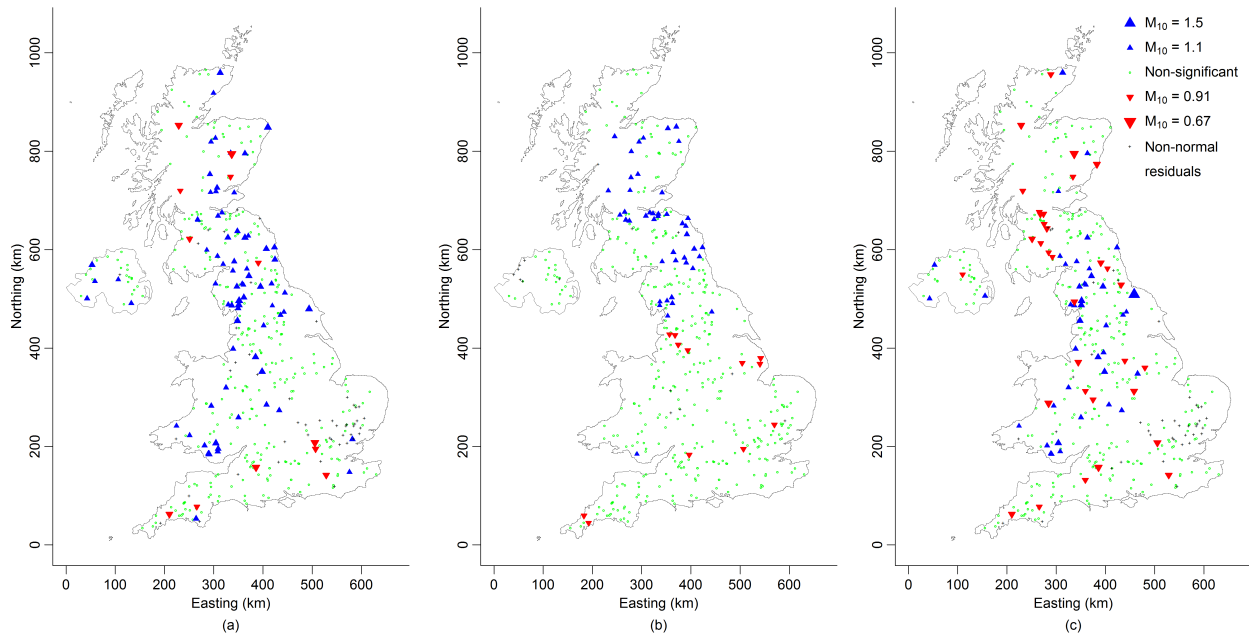 1000
800
600
400
200
0
Northing (km)
0 100 200 300 400 500 600
Easting (km)
(a)
1000
800
600
400
200
0
Northing (km)
0 100 200 300 400 500 600
Easting (km)
(b)
1000
800
600
400
200
0
Northing (km)
0 100 200 300 400 500 600
Easting (km)
(c)
M₁₀ = 1.5
M₁₀ = 1.1
Non-significant
M₁₀ = 0.91
M₁₀ = 0.67
Non-normal
residuals